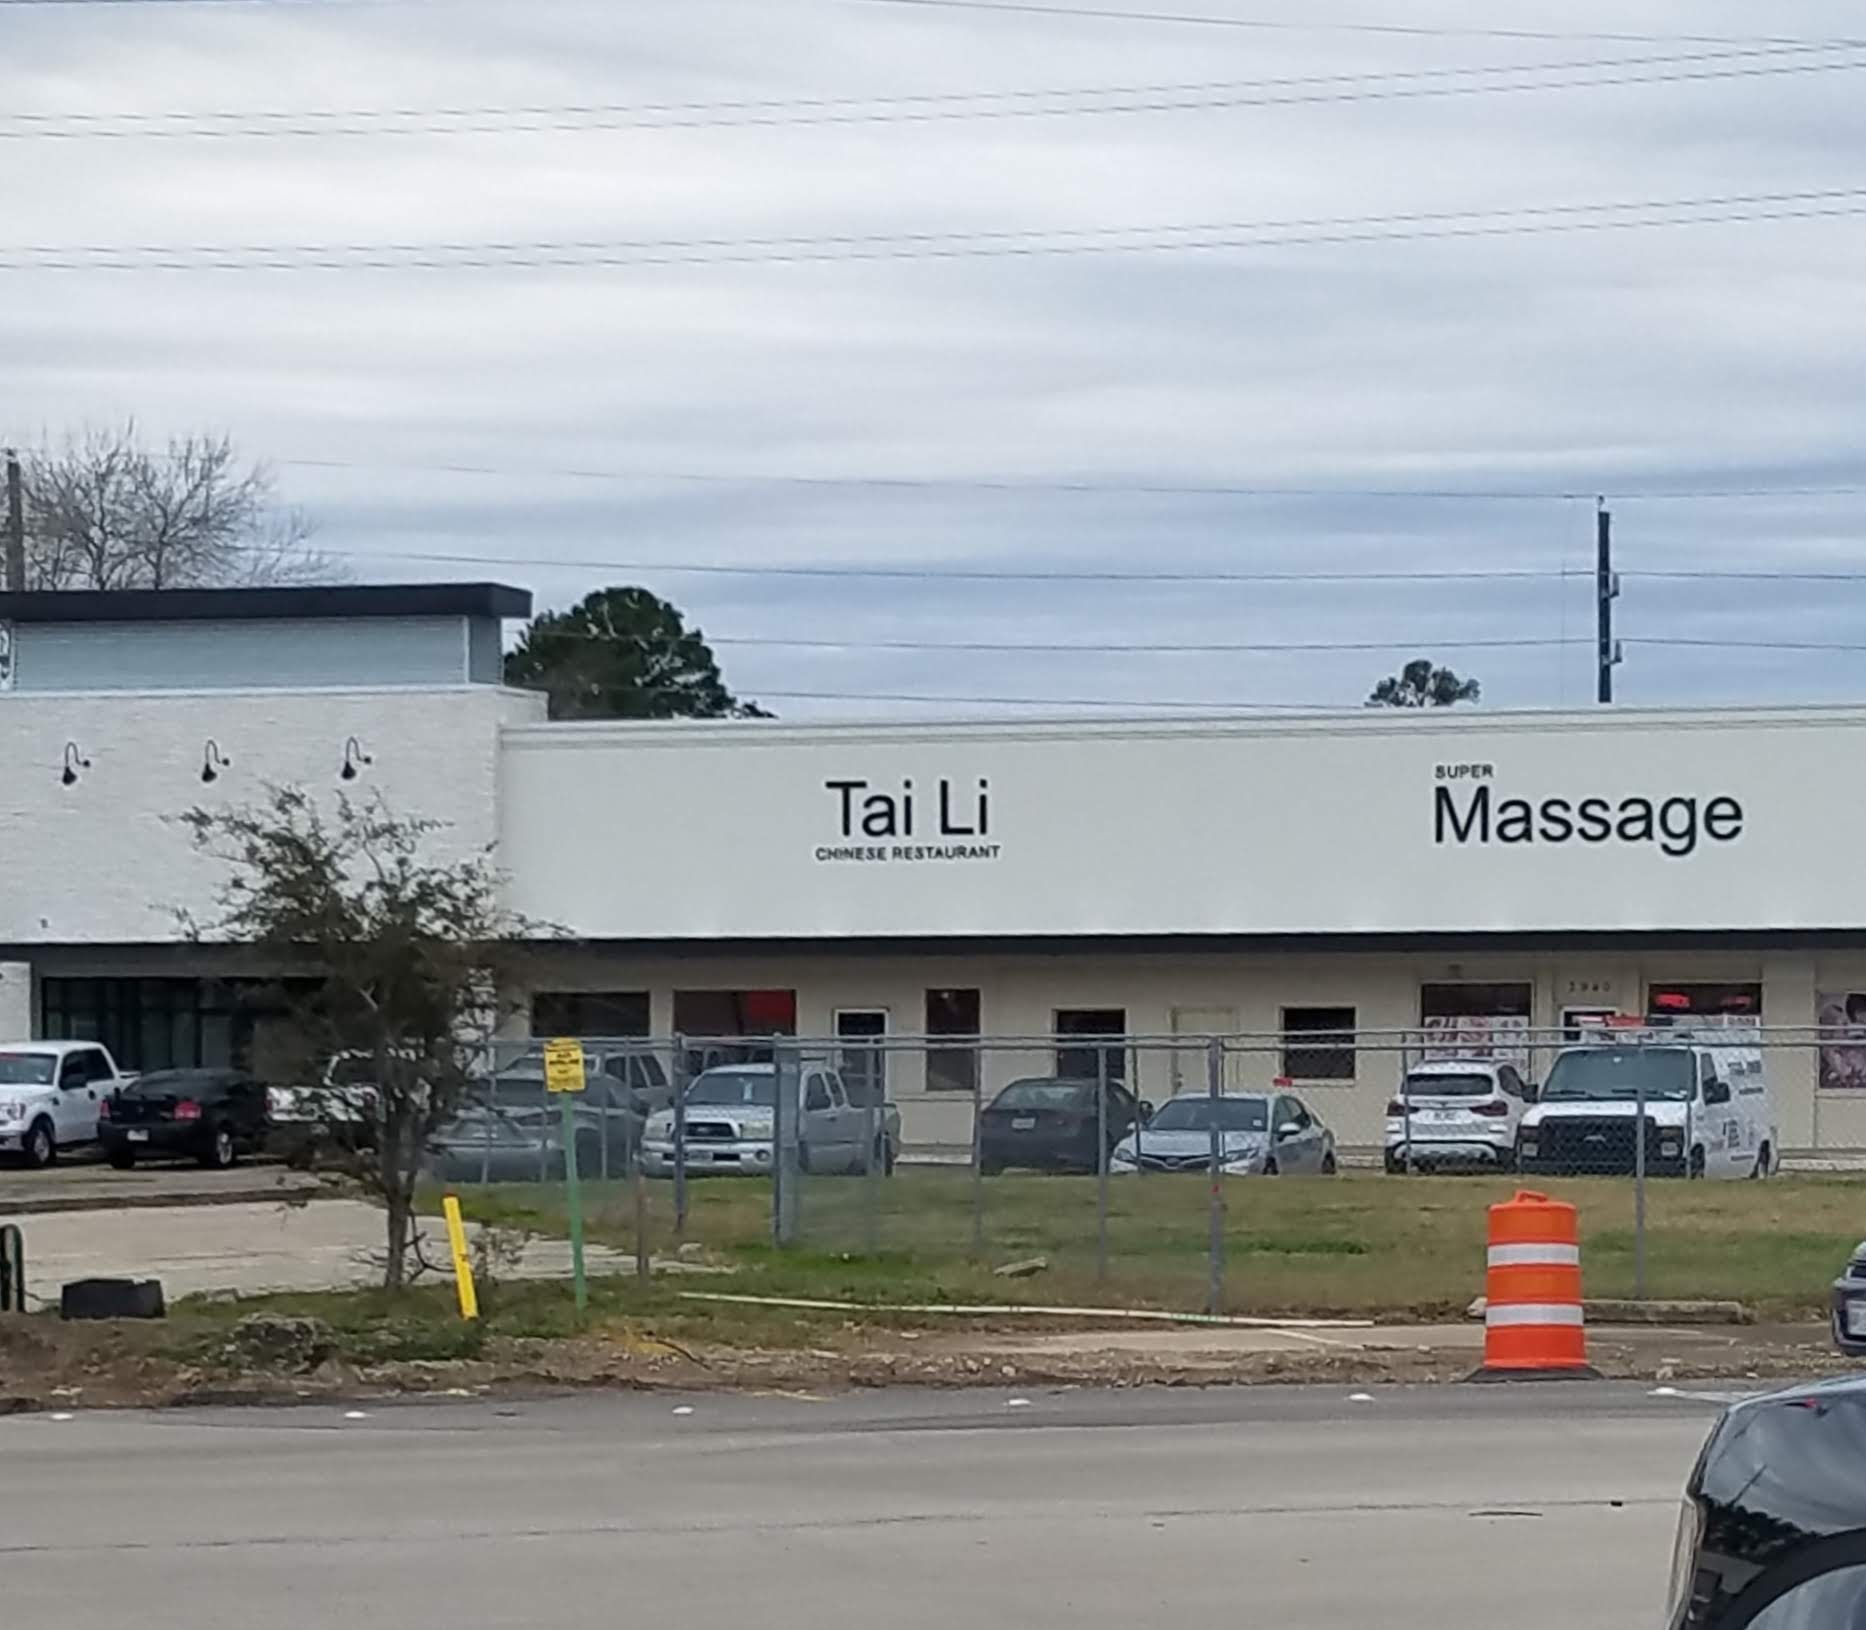 Tai Li
CHINESE RESTAURANT
SUPER
Massage